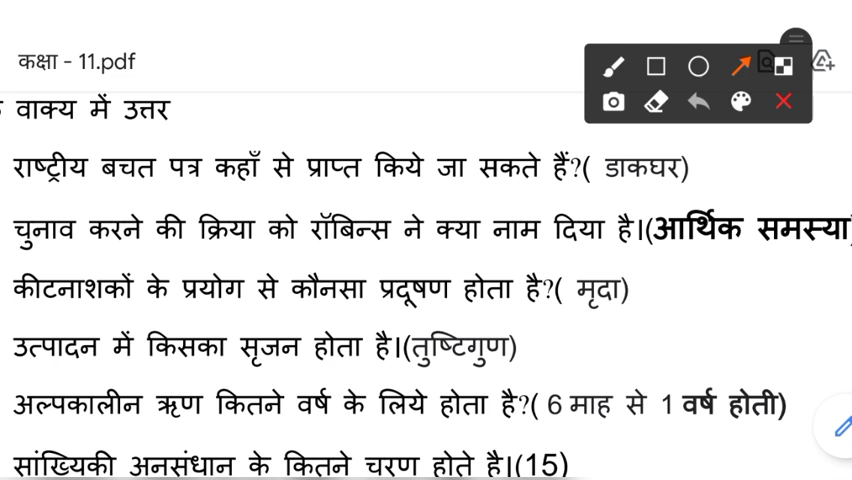 कक्षा - 11.pdf
वाक्य में उत्तर
राष्ट्रीय बचत पत्र कहाँ से प्राप्त किये जा सकते हैं?( डाकघर)
चुनाव करने की क्रिया को रॉबिन्स ने क्या नाम दिया है।(आर्थिक समस्या)
कीटनाशकों के प्रयोग से कौनसा प्रदूषण होता है?( मृदा)
उत्पादन में किसका सृजन होता है।(तुष्टिगुण)
अल्पकालीन ऋण कितने वर्ष के लिये होता है?( 6 माह से 1 वर्ष होती)
सांख्यिकी अनसंधान के कितने चरण होते है।(15)